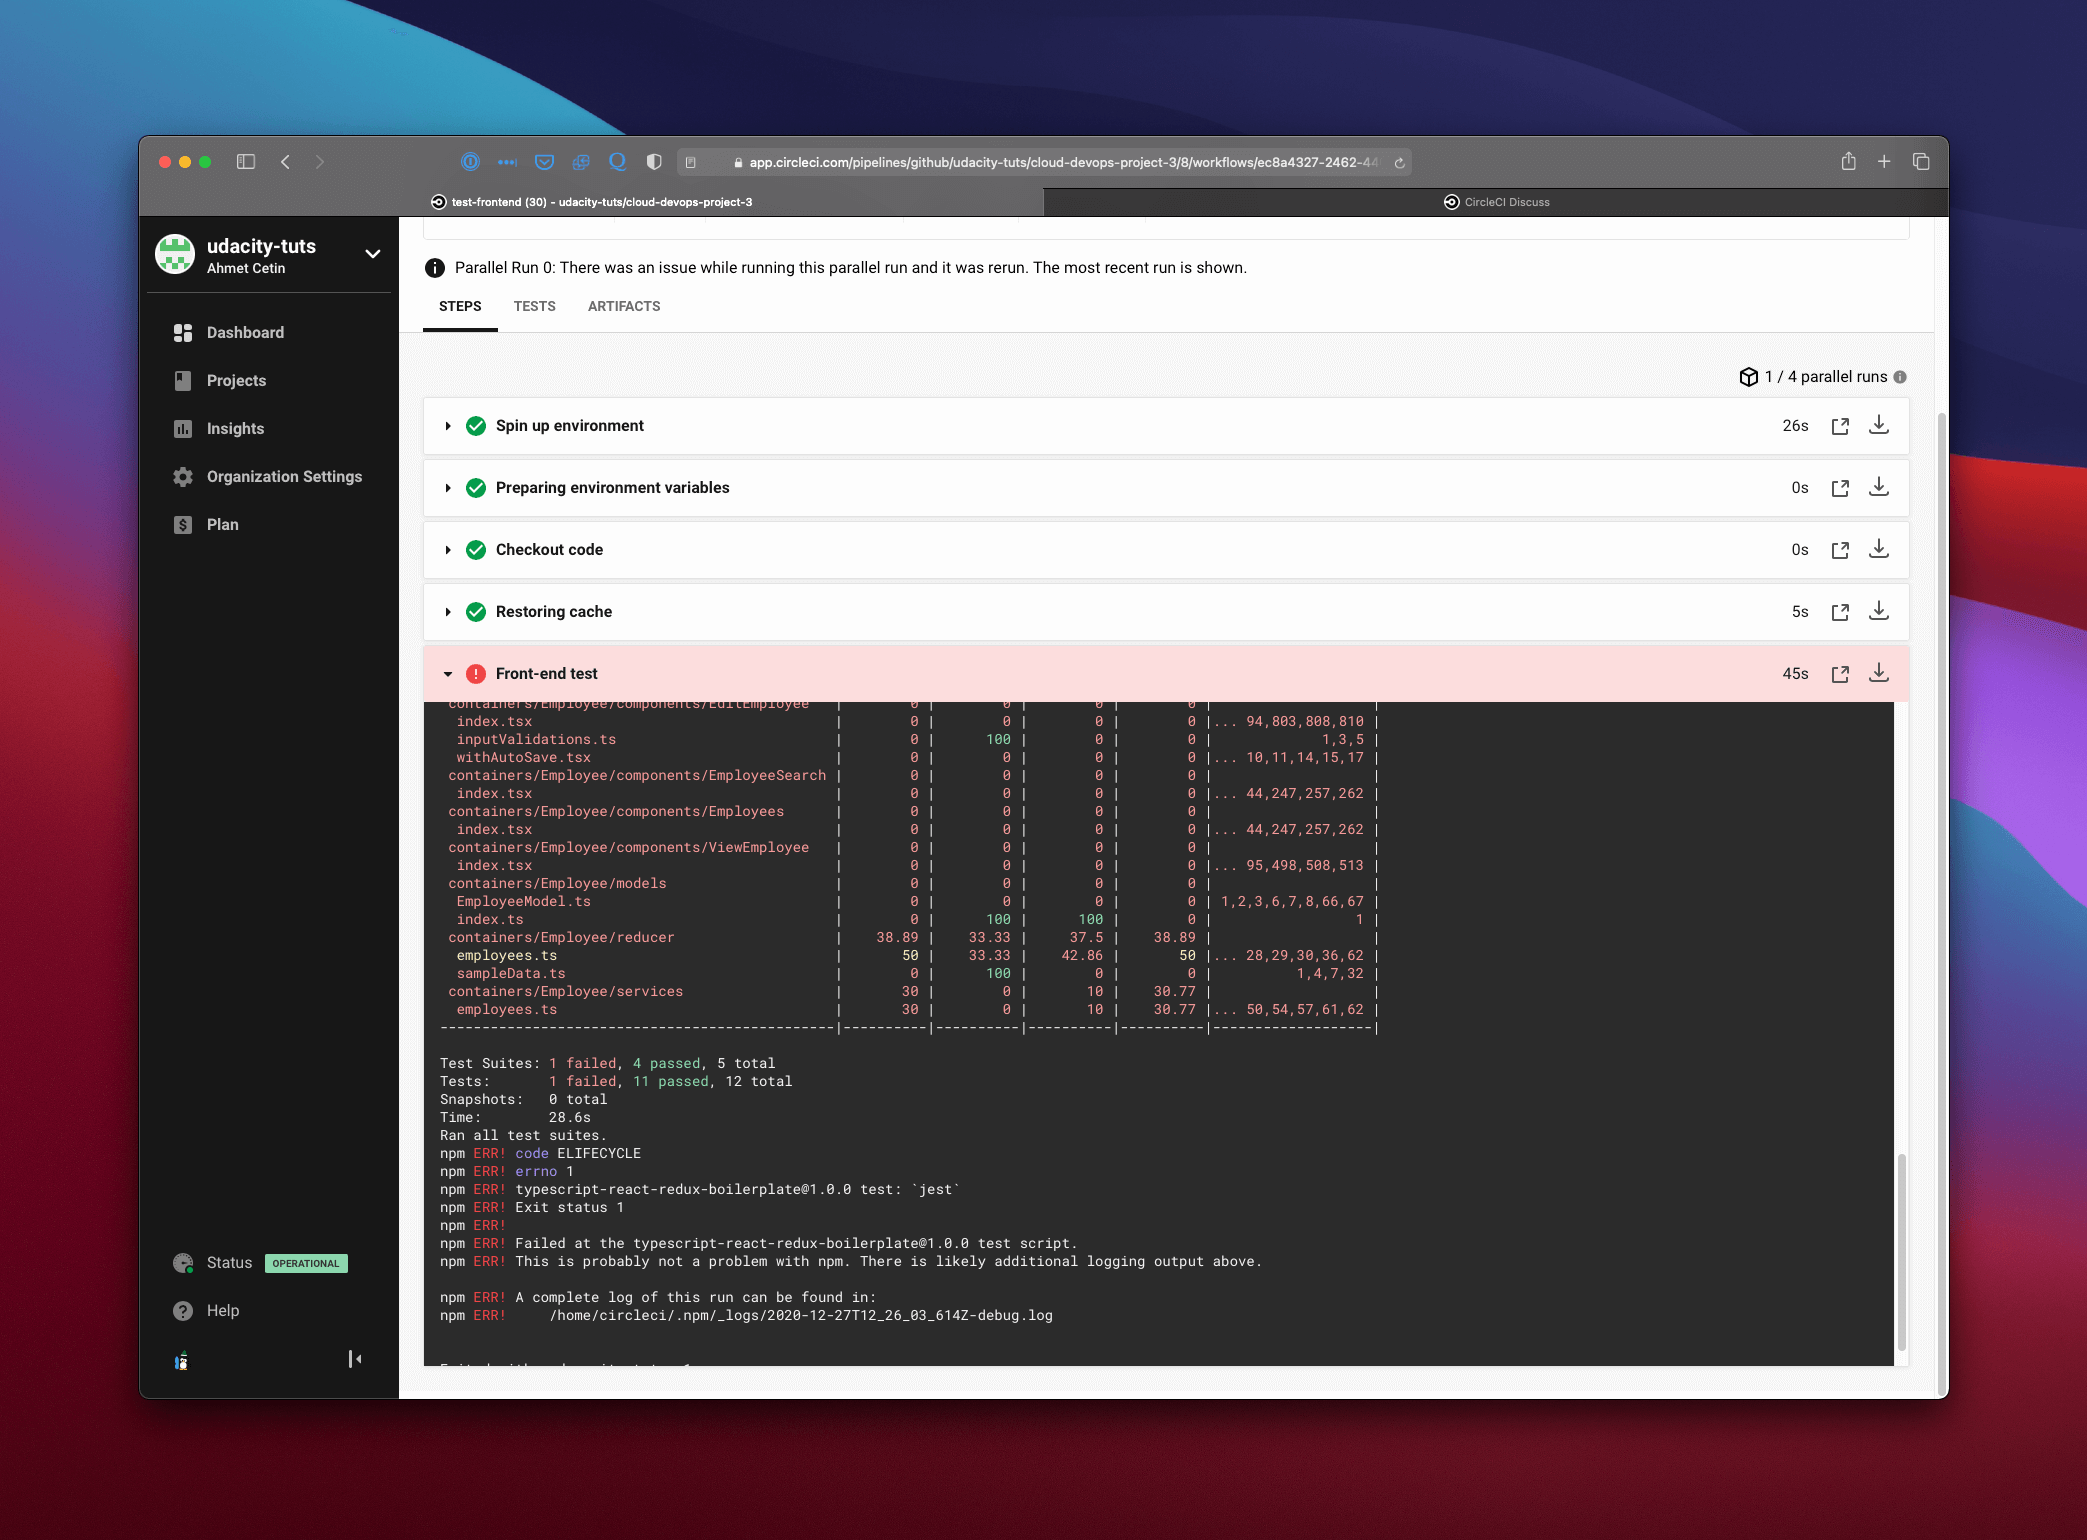 app.circleci.com/pipelines/github/udacity-tuts/cloud-devops-project-3/8/workflows/ec8a4327-2462-44
test-frontend (30) - udacity-tuts/cloud-devops-project-3
CircleCI Discuss
udacity-tuts
Ahmet Cetin
Dashboard
Projects
Insights
Organization Settings
Plan
Status OPERATIONAL
Help
Parallel Run 0: There was an issue while running this parallel run and it was rerun. The most recent run is shown.
STEPS TESTS ARTIFACTS
1 / 4 parallel runs
Spin up environment 26s
Preparing environment variables 0s
Checkout code 0s
Restoring cache 5s
Front-end test 45s
containers/Employee/components/EditEmployee | 0 | 0 | 0 | 0 | |
index.tsx | 0 | 0 | 0 | 0 |... 94,803,808,810 |
inputValidations.ts | 0 | 100 | 0 | 0 | 1,3,5 |
withAutoSave.tsx | 0 | 0 | 0 | 0 |... 10,11,14,15,17 |
containers/Employee/components/EmployeeSearch | 0 | 0 | 0 | 0 | |
index.tsx | 0 | 0 | 0 | 0 |... 44,247,257,262 |
containers/Employee/components/Employees | 0 | 0 | 0 | 0 | |
index.tsx | 0 | 0 | 0 | 0 |... 44,247,257,262 |
containers/Employee/components/ViewEmployee | 0 | 0 | 0 | 0 | |
index.tsx | 0 | 0 | 0 | 0 |... 95,498,508,513 |
containers/Employee/models | 0 | 0 | 0 | 0 | |
EmployeeModel.ts | 0 | 0 | 0 | 0 | 1,2,3,6,7,8,66,67 |
index.ts | 0 | 100 | 100 | 0 | 1 |
containers/Employee/reducer | 38.89 | 33.33 | 37.5 | 38.89 | |
employees.ts | 50 | 33.33 | 42.86 | 50 |... 28,29,30,36,62 |
sampleData.ts | 0 | 100 | 0 | 0 | 1,4,7,32 |
containers/Employee/services | 30 | 0 | 10 | 30.77 | |
employees.ts | 30 | 0 | 10 | 30.77 |... 50,54,57,61,62 |
-----------------------------------------------|----------|----------|----------|----------|-------------------|
Test Suites: 1 failed, 4 passed, 5 total
Tests: 1 failed, 11 passed, 12 total
Snapshots: 0 total
Time: 28.6s
Ran all test suites.
npm ERR! code ELIFECYCLE
npm ERR! errno 1
npm ERR! typescript-react-redux-boilerplate@1.0.0 test: `jest`
npm ERR! Exit status 1
npm ERR!
npm ERR! Failed at the typescript-react-redux-boilerplate@1.0.0 test script.
npm ERR! This is probably not a problem with npm. There is likely additional logging output above.
npm ERR! A complete log of this run can be found in:
npm ERR! /home/circleci/.npm/_logs/2020-12-27T12_26_03_614Z-debug.log